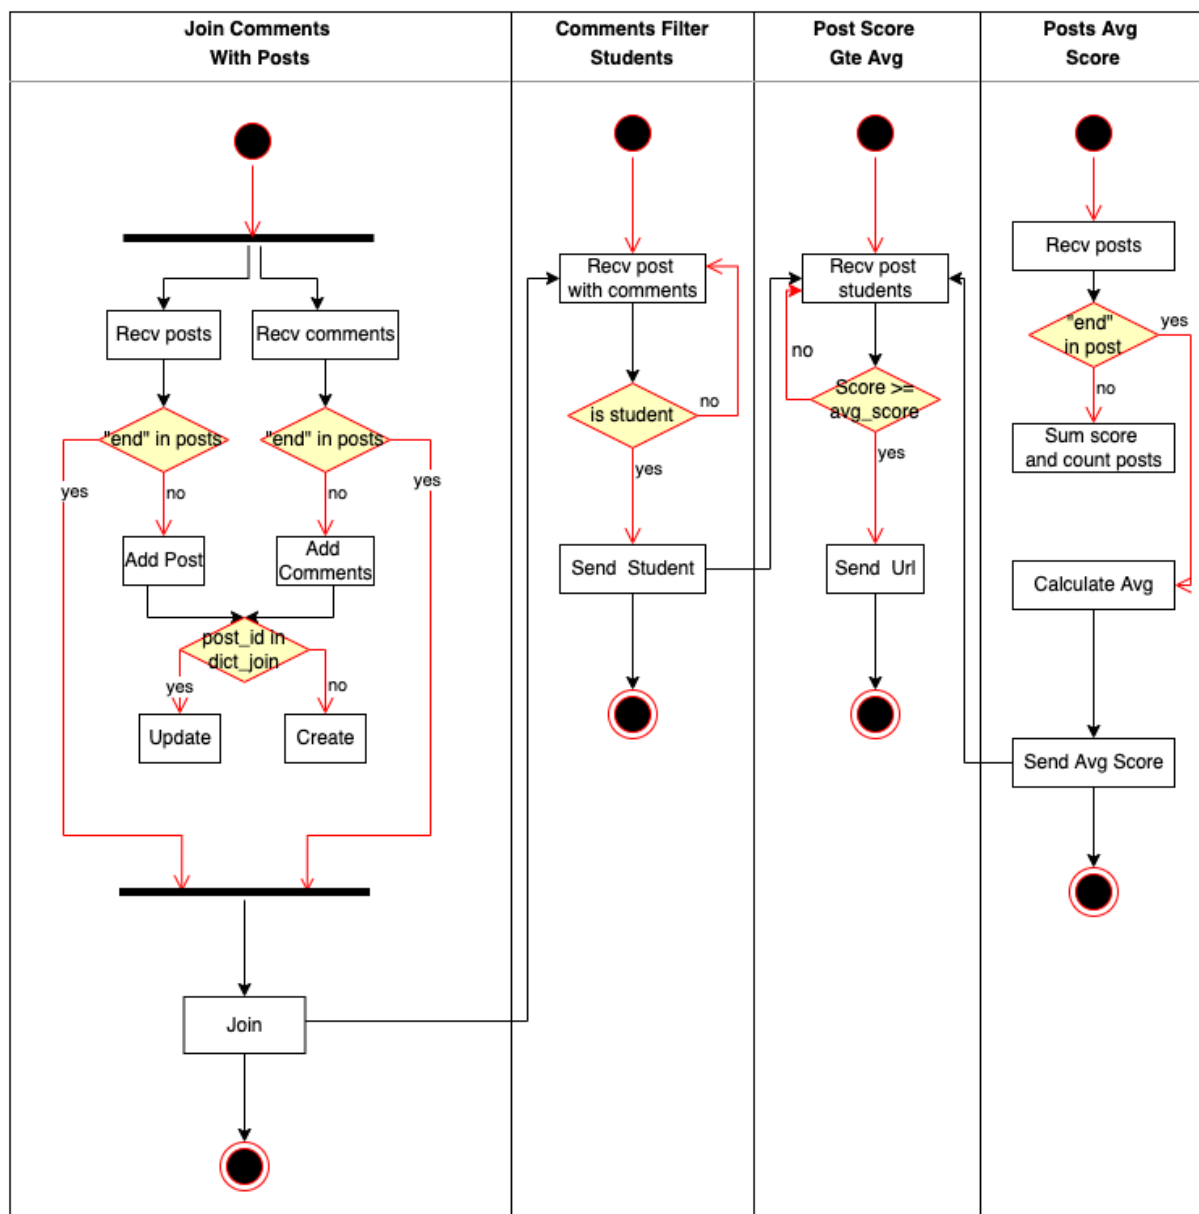 Join Comments
With Posts
Comments Filter
Students
Post Score
Gte Avg
Posts Avg
Score
Recv posts
Recv comments
"end" in posts
"end" in posts
yes
no
no
yes
Add Post
Add
Comments
post_id in
dict_join
yes
no
Update
Create
Join
Recv post
with comments
is student
no
yes
Send Student
Recv post
students
no
Score >=
avg_score
yes
Send Url
Recv posts
"end"
in post
yes
no
Sum score
and count posts
Calculate Avg
Send Avg Score